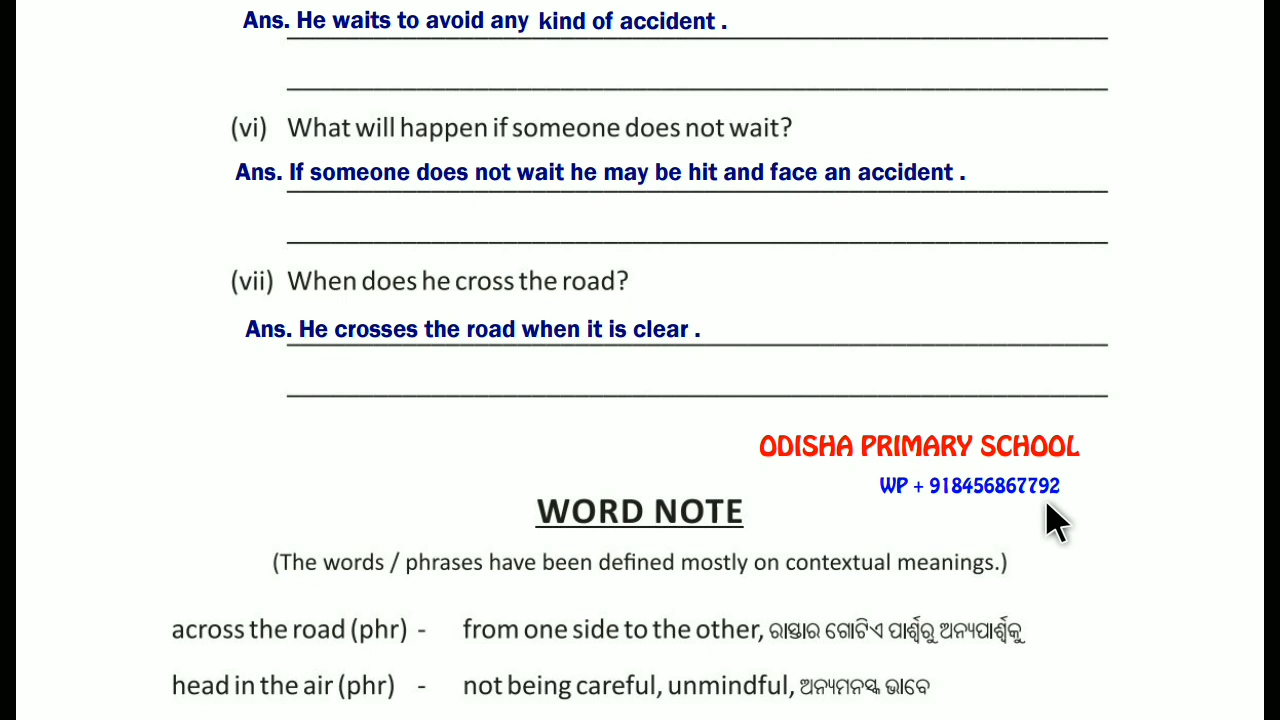 Ans. He waits to avoid any kind of accident .
(vi) What will happen if someone does not wait?
Ans. If someone does not wait he may be hit and face an accident .
(vii) When does he cross the road?
Ans. He crosses the road when it is clear .
ODISHA PRIMARY SCHOOL
WP + 918456867792
WORD NOTE
(The words / phrases have been defined mostly on contextual meanings.)
across the road (phr) - from one side to the other, ରାସ୍ତାର ଗୋଟିଏ ପାର୍ଶ୍ୱରୁ ଅନ୍ୟପାର୍ଶ୍ୱକୁ
head in the air (phr) - not being careful, unmindful, ଅନ୍ୟମନସ୍କ ଭାବେ